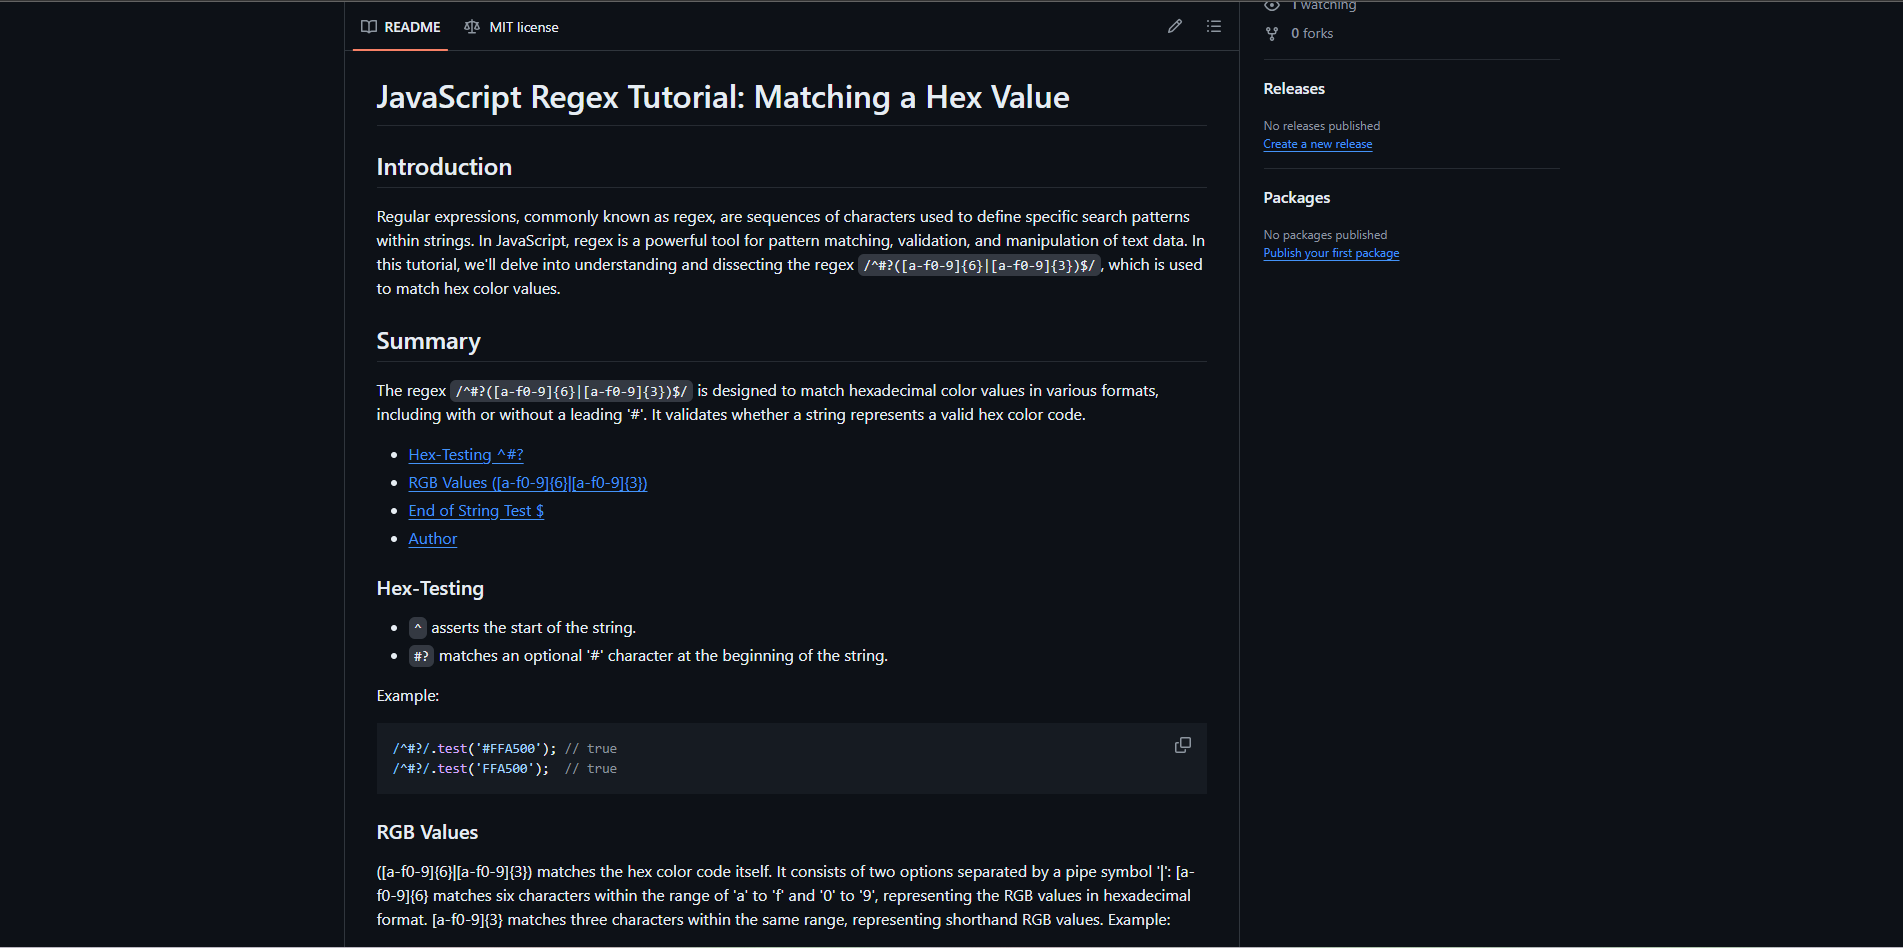 README
MIT license
JavaScript Regex Tutorial: Matching a Hex Value
Introduction
Regular expressions, commonly known as regex, are sequences of characters used to define specific search patterns
within strings. In JavaScript, regex is a powerful tool for pattern matching, validation, and manipulation of text data. In
this tutorial, we'll delve into understanding and dissecting the regex /^#?([a-f0-9]{6}|[a-f0-9]{3})$/, which is used
to match hex color values.
Summary
The regex /^#?([a-f0-9]{6}|[a-f0-9]{3})$/ is designed to match hexadecimal color values in various formats,
including with or without a leading '#'. It validates whether a string represents a valid hex color code.
Hex-Testing ^#?
RGB Values ([a-f0-9]{6}|[a-f0-9]{3})
End of String Test $
Author
Hex-Testing
^ asserts the start of the string.
#? matches an optional '#' character at the beginning of the string.
Example:
/^#?/.test('#FFA500'); // true
/^#?/.test('FFA500');  // true
RGB Values
([a-f0-9]{6}|[a-f0-9]{3}) matches the hex color code itself. It consists of two options separated by a pipe symbol '|': [a-
f0-9]{6} matches six characters within the range of 'a' to 'f' and '0' to '9', representing the RGB values in hexadecimal
format. [a-f0-9]{3} matches three characters within the same range, representing shorthand RGB values. Example:
1 watching
0 forks
Releases
No releases published
Create a new release
Packages
No packages published
Publish your first package